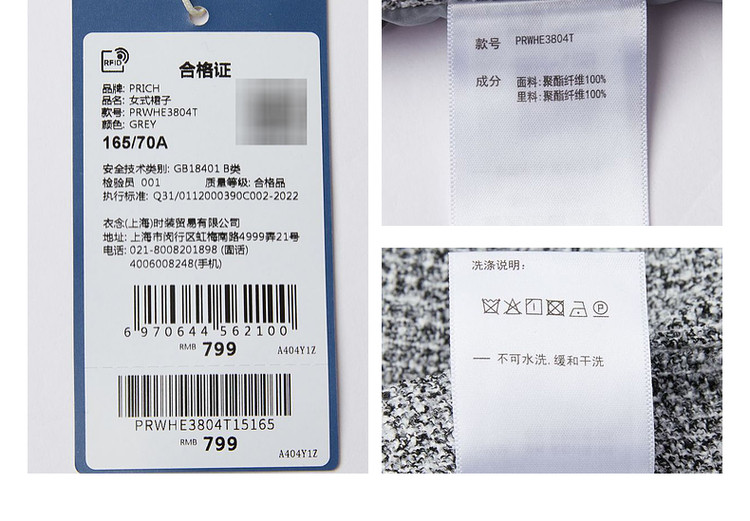 RFID
合格证
品牌: PRICH
品名: 女式裙子
款号: PRWHE3804T
颜色: GREY
165/70A
安全技术类别: GB18401 B类
检验员 001 质量等级: 合格品
执行标准: Q31/0112000390C002-2022
衣念(上海)时装贸易有限公司
地址: 上海市闵行区虹梅南路4999弄21号
电话: 021-8008201898 (固话)
4006008248(手机)
6 970644 562100
RMB 799 A404Y1Z
PRWHE3804T15165
RMB 799 A404Y1Z
款号 PRWHE3804T
成分 面料:聚酯纤维100%
里料:聚酯纤维100%
洗涤说明:
P
— 不可水洗,缓和干洗